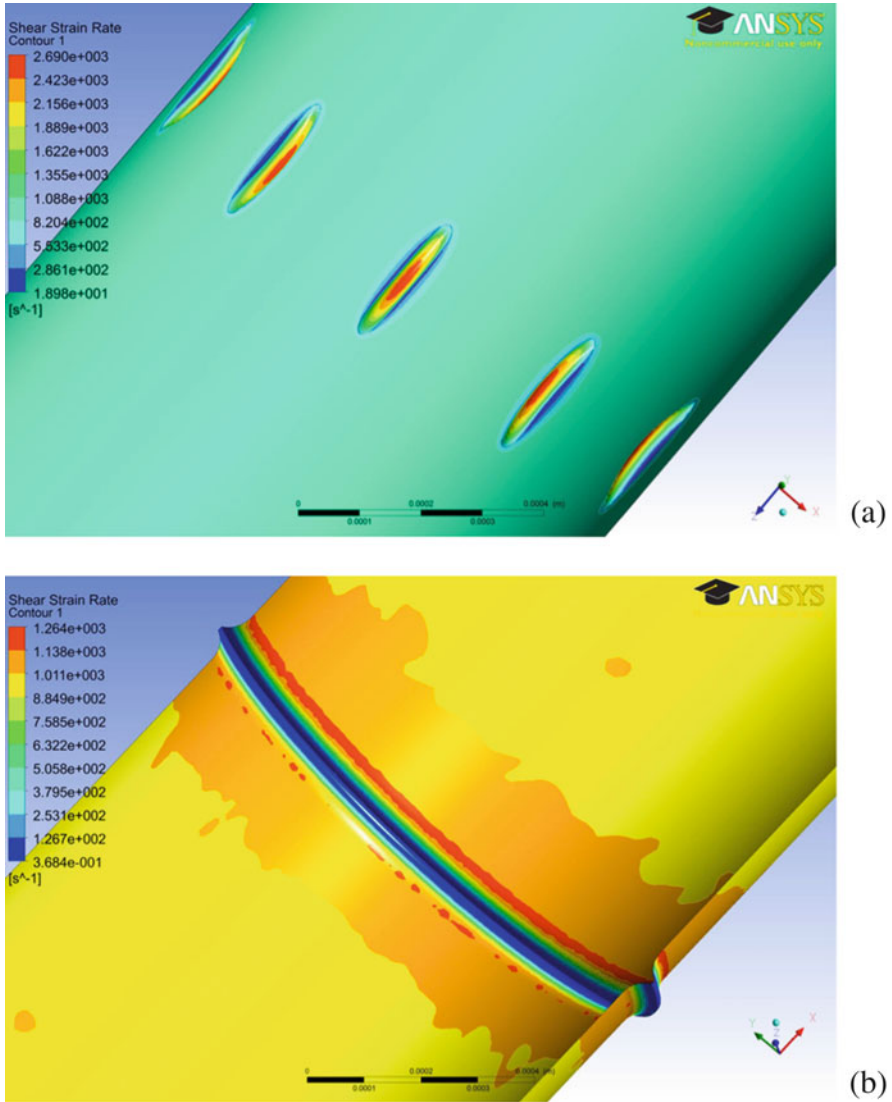 Shear Strain Rate
Contour 1
2.690e+003
2.423e+003
2.156e+003
1.889e+003
1.622e+003
1.355e+003
1.088e+003
8.204e+002
5.533e+002
2.861e+002
1.898e+001
[s^-1]
ANSYS
Noncommercial use only
0 0.0002 0.0004 (m)
0.0001 0.0003
Y
Z X
(a)
Shear Strain Rate
Contour 1
1.264e+003
1.138e+003
1.011e+003
8.849e+002
7.585e+002
6.322e+002
5.058e+002
3.795e+002
2.531e+002
1.267e+002
3.684e-001
[s^-1]
ANSYS
0 0.0002 0.0004 (m)
0.0001 0.0003
Y Z X
(b)